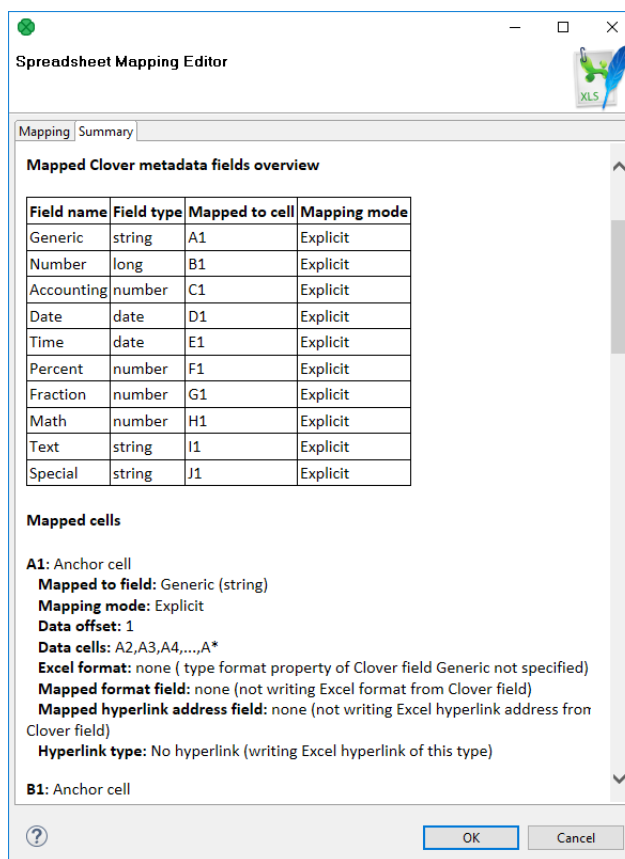 Spreadsheet Mapping Editor
XLS
Mapping Summary
Mapped Clover metadata fields overview
Field name Field type Mapped to cell Mapping mode
Generic string A1 Explicit
Number long B1 Explicit
Accounting number C1 Explicit
Date date D1 Explicit
Time date E1 Explicit
Percent number F1 Explicit
Fraction number G1 Explicit
Math number H1 Explicit
Text string I1 Explicit
Special string J1 Explicit
Mapped cells
A1: Anchor cell
Mapped to field: Generic (string)
Mapping mode: Explicit
Data offset: 1
Data cells: A2,A3,A4,...,A*
Excel format: none ( type format property of Clover field Generic not specified)
Mapped format field: none (not writing Excel format from Clover field)
Mapped hyperlink address field: none (not writing Excel hyperlink address from
Clover field)
Hyperlink type: No hyperlink (writing Excel hyperlink of this type)
B1: Anchor cell
?
OK Cancel